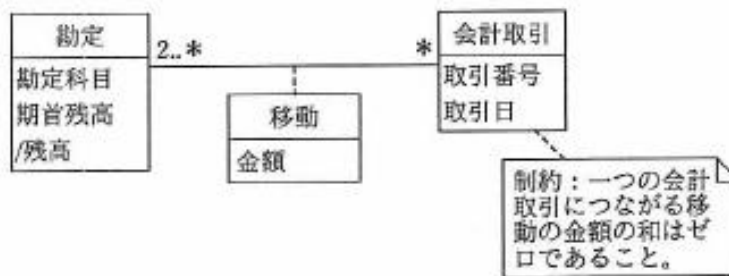 勘定
勘定科目
期首残高
/残高
2..*
*
移動
金額
会計取引
取引番号
取引日
制約：一つの会計
取引につながる移
動の金額の和はゼ
ロであること。